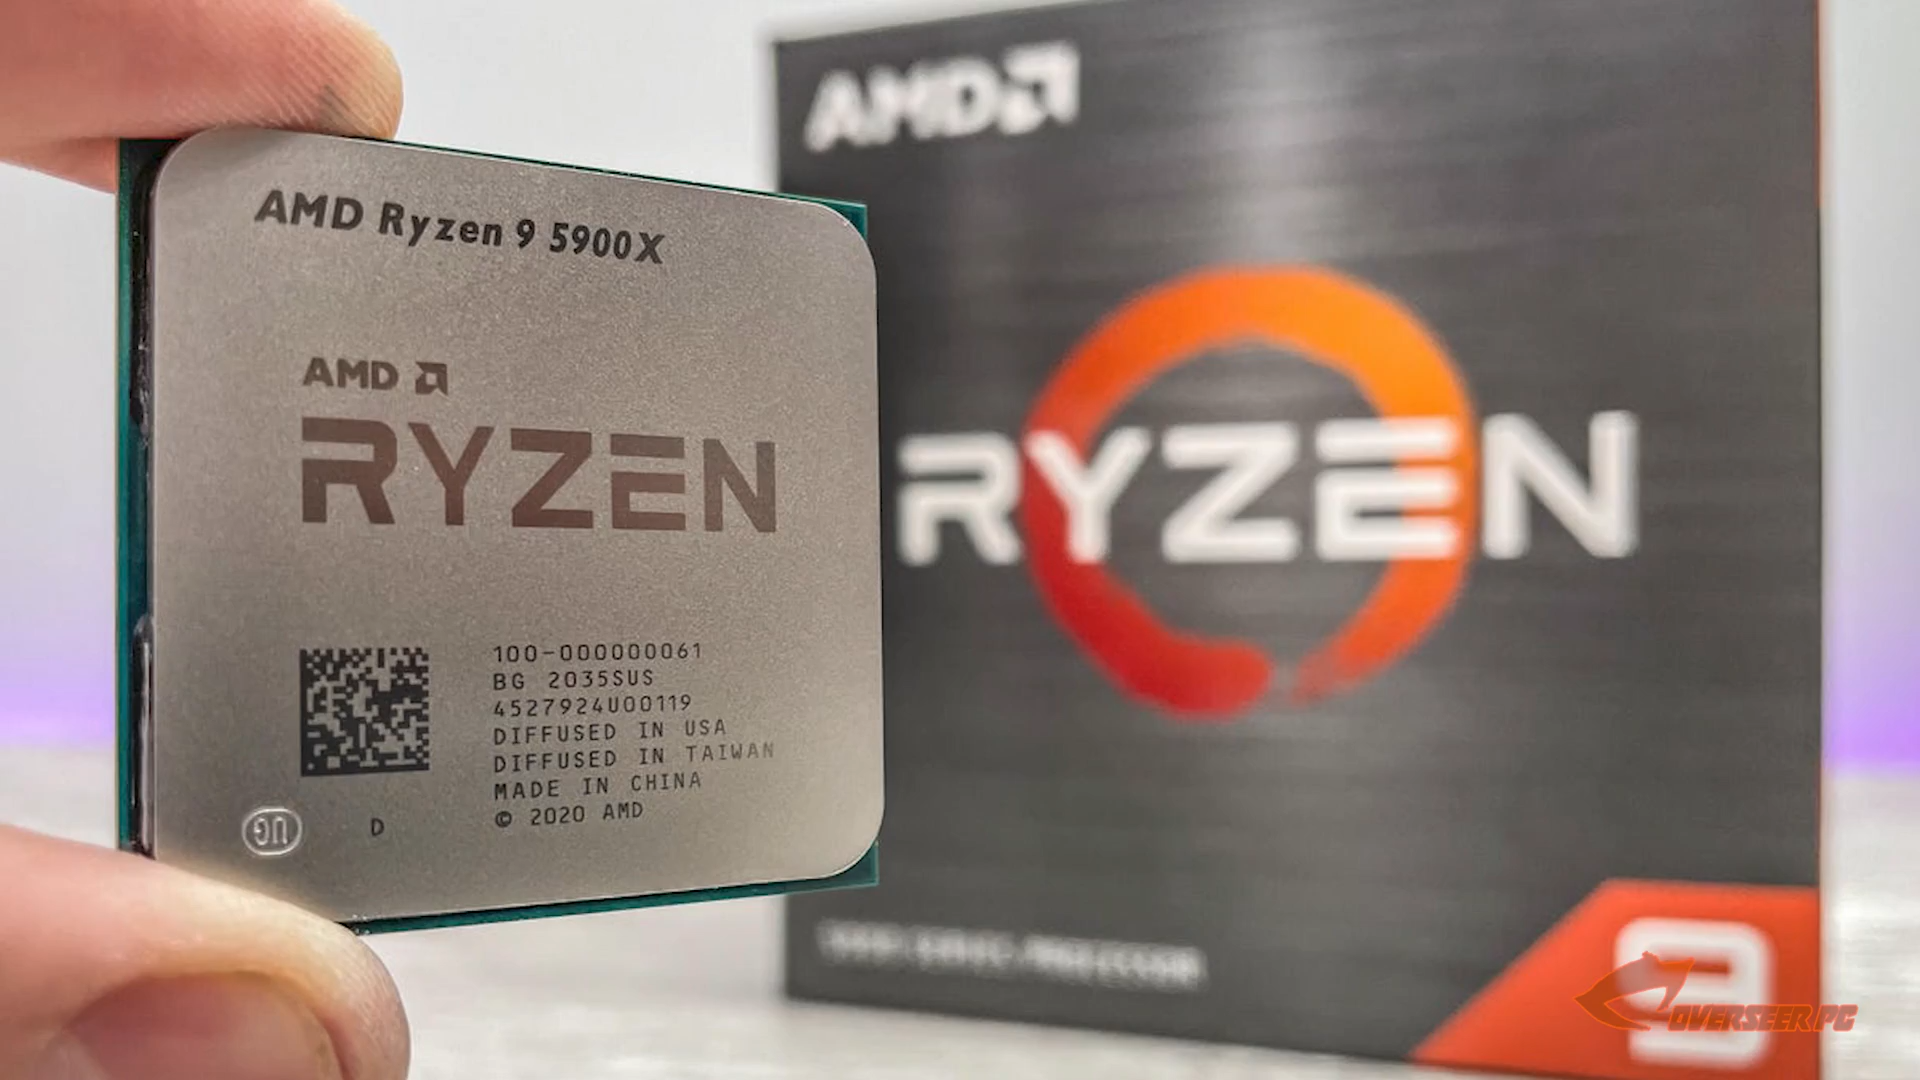 AMD Ryzen 9 5900X
AMD
RYZEN
100-000000061
BG 2035SUS
4527924U00119
DIFFUSED IN USA
DIFFUSED IN TAIWAN
MADE IN CHINA
© 2020 AMD
UG
D
AMD
RYZEN
9
OVERSEER PC